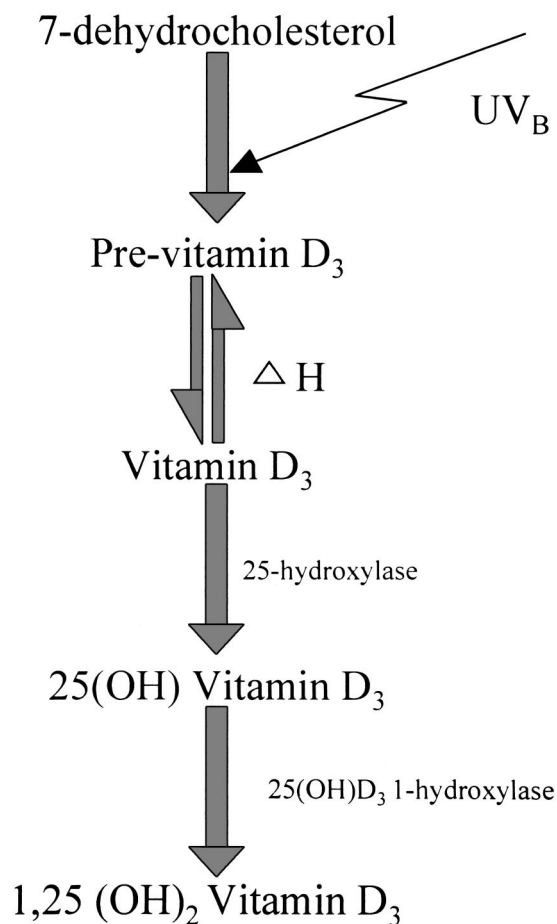 7-dehydrocholesterol
UV_B
Pre-vitamin D₃
△ H
Vitamin D₃
25-hydroxylase
25(OH) Vitamin D₃
25(OH)D₃ 1-hydroxylase
1,25 (OH)₂ Vitamin D₃